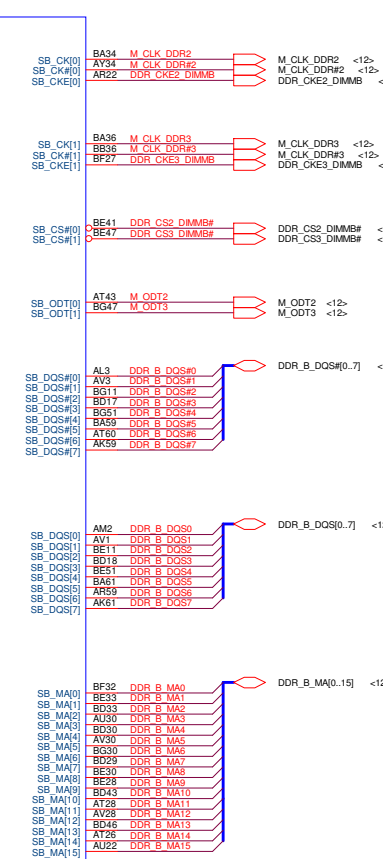 SB_CK[0] BA34 M_CLK_DDR2 M_CLK_DDR2 <12>
SB_CK#[0] AY34 M_CLK_DDR#2 M_CLK_DDR#2 <12>
SB_CKE[0] AR22 DDR_CKE2_DIMMB DDR_CKE2_DIMMB <
SB_CK[1] BA36 M_CLK_DDR3 M_CLK_DDR3 <12>
SB_CK#[1] BB36 M_CLK_DDR#3 M_CLK_DDR#3 <12>
SB_CKE[1] BF27 DDR_CKE3_DIMMB DDR_CKE3_DIMMB <
SB_CS#[0] BE41 DDR_CS2_DIMMB# DDR_CS2_DIMMB# <
SB_CS#[1] BE47 DDR_CS3_DIMMB# DDR_CS3_DIMMB# <
SB_ODT[0] AT43 M_ODT2 M_ODT2 <12>
SB_ODT[1] BG47 M_ODT3 M_ODT3 <12>
DDR_B_DQS#[0..7] <
SB_DQS#[0] AL3 DDR_B_DQS#0
SB_DQS#[1] AV3 DDR_B_DQS#1
SB_DQS#[2] BG11 DDR_B_DQS#2
SB_DQS#[3] BD17 DDR_B_DQS#3
SB_DQS#[4] BG51 DDR_B_DQS#4
SB_DQS#[5] BA59 DDR_B_DQS#5
SB_DQS#[6] AT60 DDR_B_DQS#6
SB_DQS#[7] AK59 DDR_B_DQS#7
DDR_B_DQS[0..7] <12
SB_DQS[0] AM2 DDR_B_DQS0
SB_DQS[1] AV1 DDR_B_DQS1
SB_DQS[2] BE11 DDR_B_DQS2
SB_DQS[3] BD18 DDR_B_DQS3
SB_DQS[4] BE51 DDR_B_DQS4
SB_DQS[5] BA61 DDR_B_DQS5
SB_DQS[6] AR59 DDR_B_DQS6
SB_DQS[7] AK61 DDR_B_DQS7
DDR_B_MA[0..15] <12
SB_MA[0] BF32 DDR_B_MA0
SB_MA[1] BE33 DDR_B_MA1
SB_MA[2] BD33 DDR_B_MA2
SB_MA[3] AU30 DDR_B_MA3
SB_MA[4] BD30 DDR_B_MA4
SB_MA[5] AV30 DDR_B_MA5
SB_MA[6] BG30 DDR_B_MA6
SB_MA[7] BD29 DDR_B_MA7
SB_MA[8] BE30 DDR_B_MA8
SB_MA[9] BE28 DDR_B_MA9
SB_MA[10] BD43 DDR_B_MA10
SB_MA[11] AT28 DDR_B_MA11
SB_MA[12] AV28 DDR_B_MA12
SB_MA[13] BD46 DDR_B_MA13
SB_MA[14] AT26 DDR_B_MA14
SB_MA[15] AU22 DDR_B_MA15